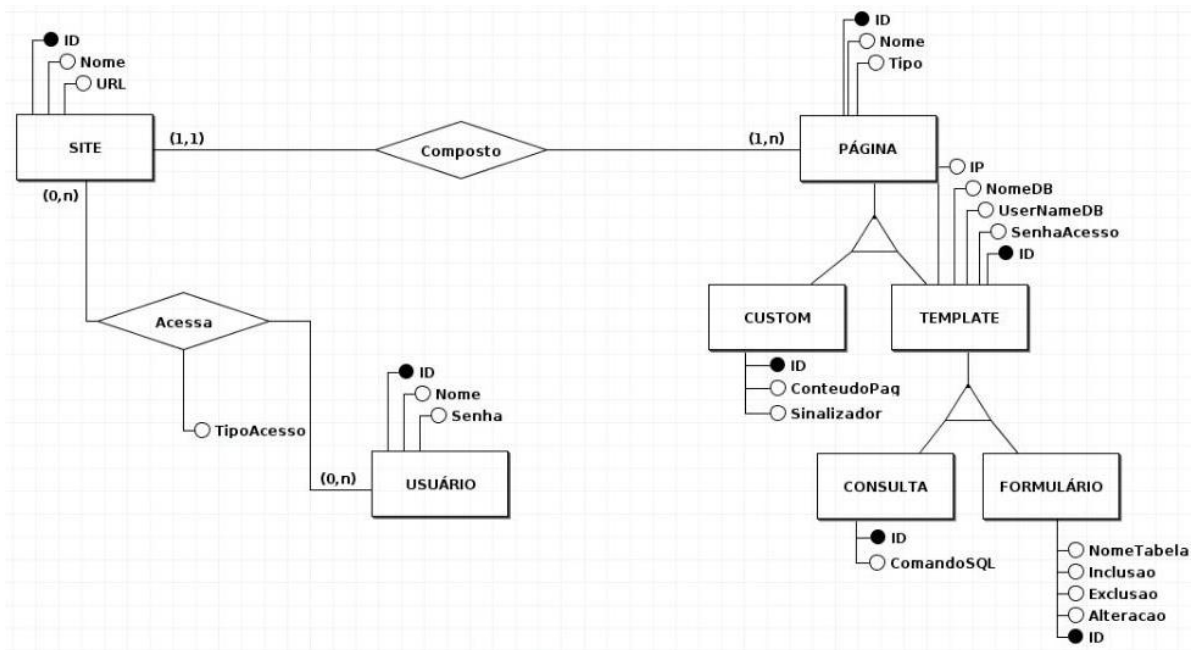 ID
Nome
URL
SITE
(1,1)
(0,n)
Composto
(1,n)
ID
Nome
Tipo
PÁGINA
IP
NomeDB
UserNameDB
SenhaAcesso
ID
CUSTOM
TEMPLATE
ID
ConteudoPag
Sinalizador
Acessa
TipoAcesso
ID
Nome
Senha
(0,n)
USUÁRIO
CONSULTA
FORMULÁRIO
ID
ComandoSQL
NomeTabela
Inclusao
Exclusao
Alteracao
ID